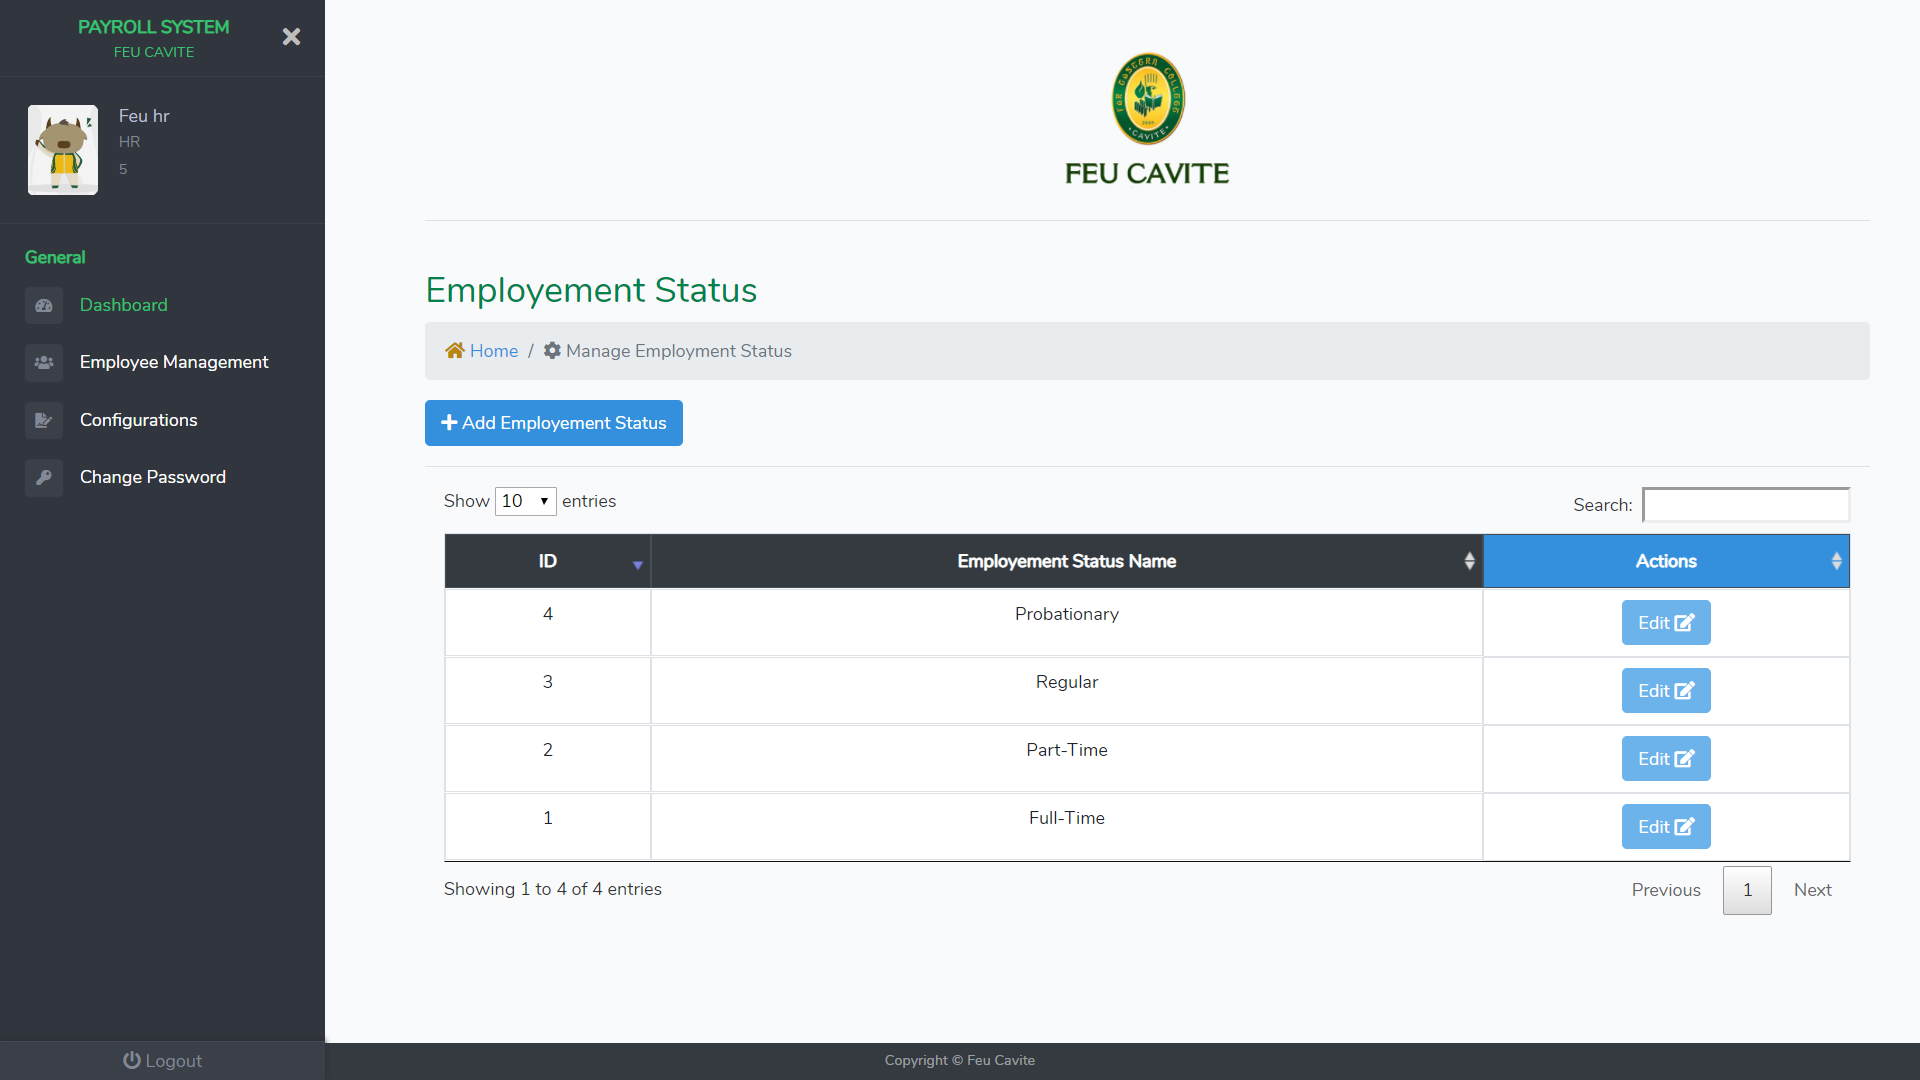 PAYROLL SYSTEM
FEU CAVITE
Feu hr
HR
5
General
Dashboard
Employee Management
Configurations
Change Password
Logout
CAVITE
FEU CAVITE
Employement Status
Home / Manage Employment Status
Add Employement Status
Show 10 entries
Search:
ID Employement Status Name Actions
4 Probationary Edit
3 Regular Edit
2 Part-Time Edit
1 Full-Time Edit
Showing 1 to 4 of 4 entries
Previous 1 Next
Copyright © Feu Cavite